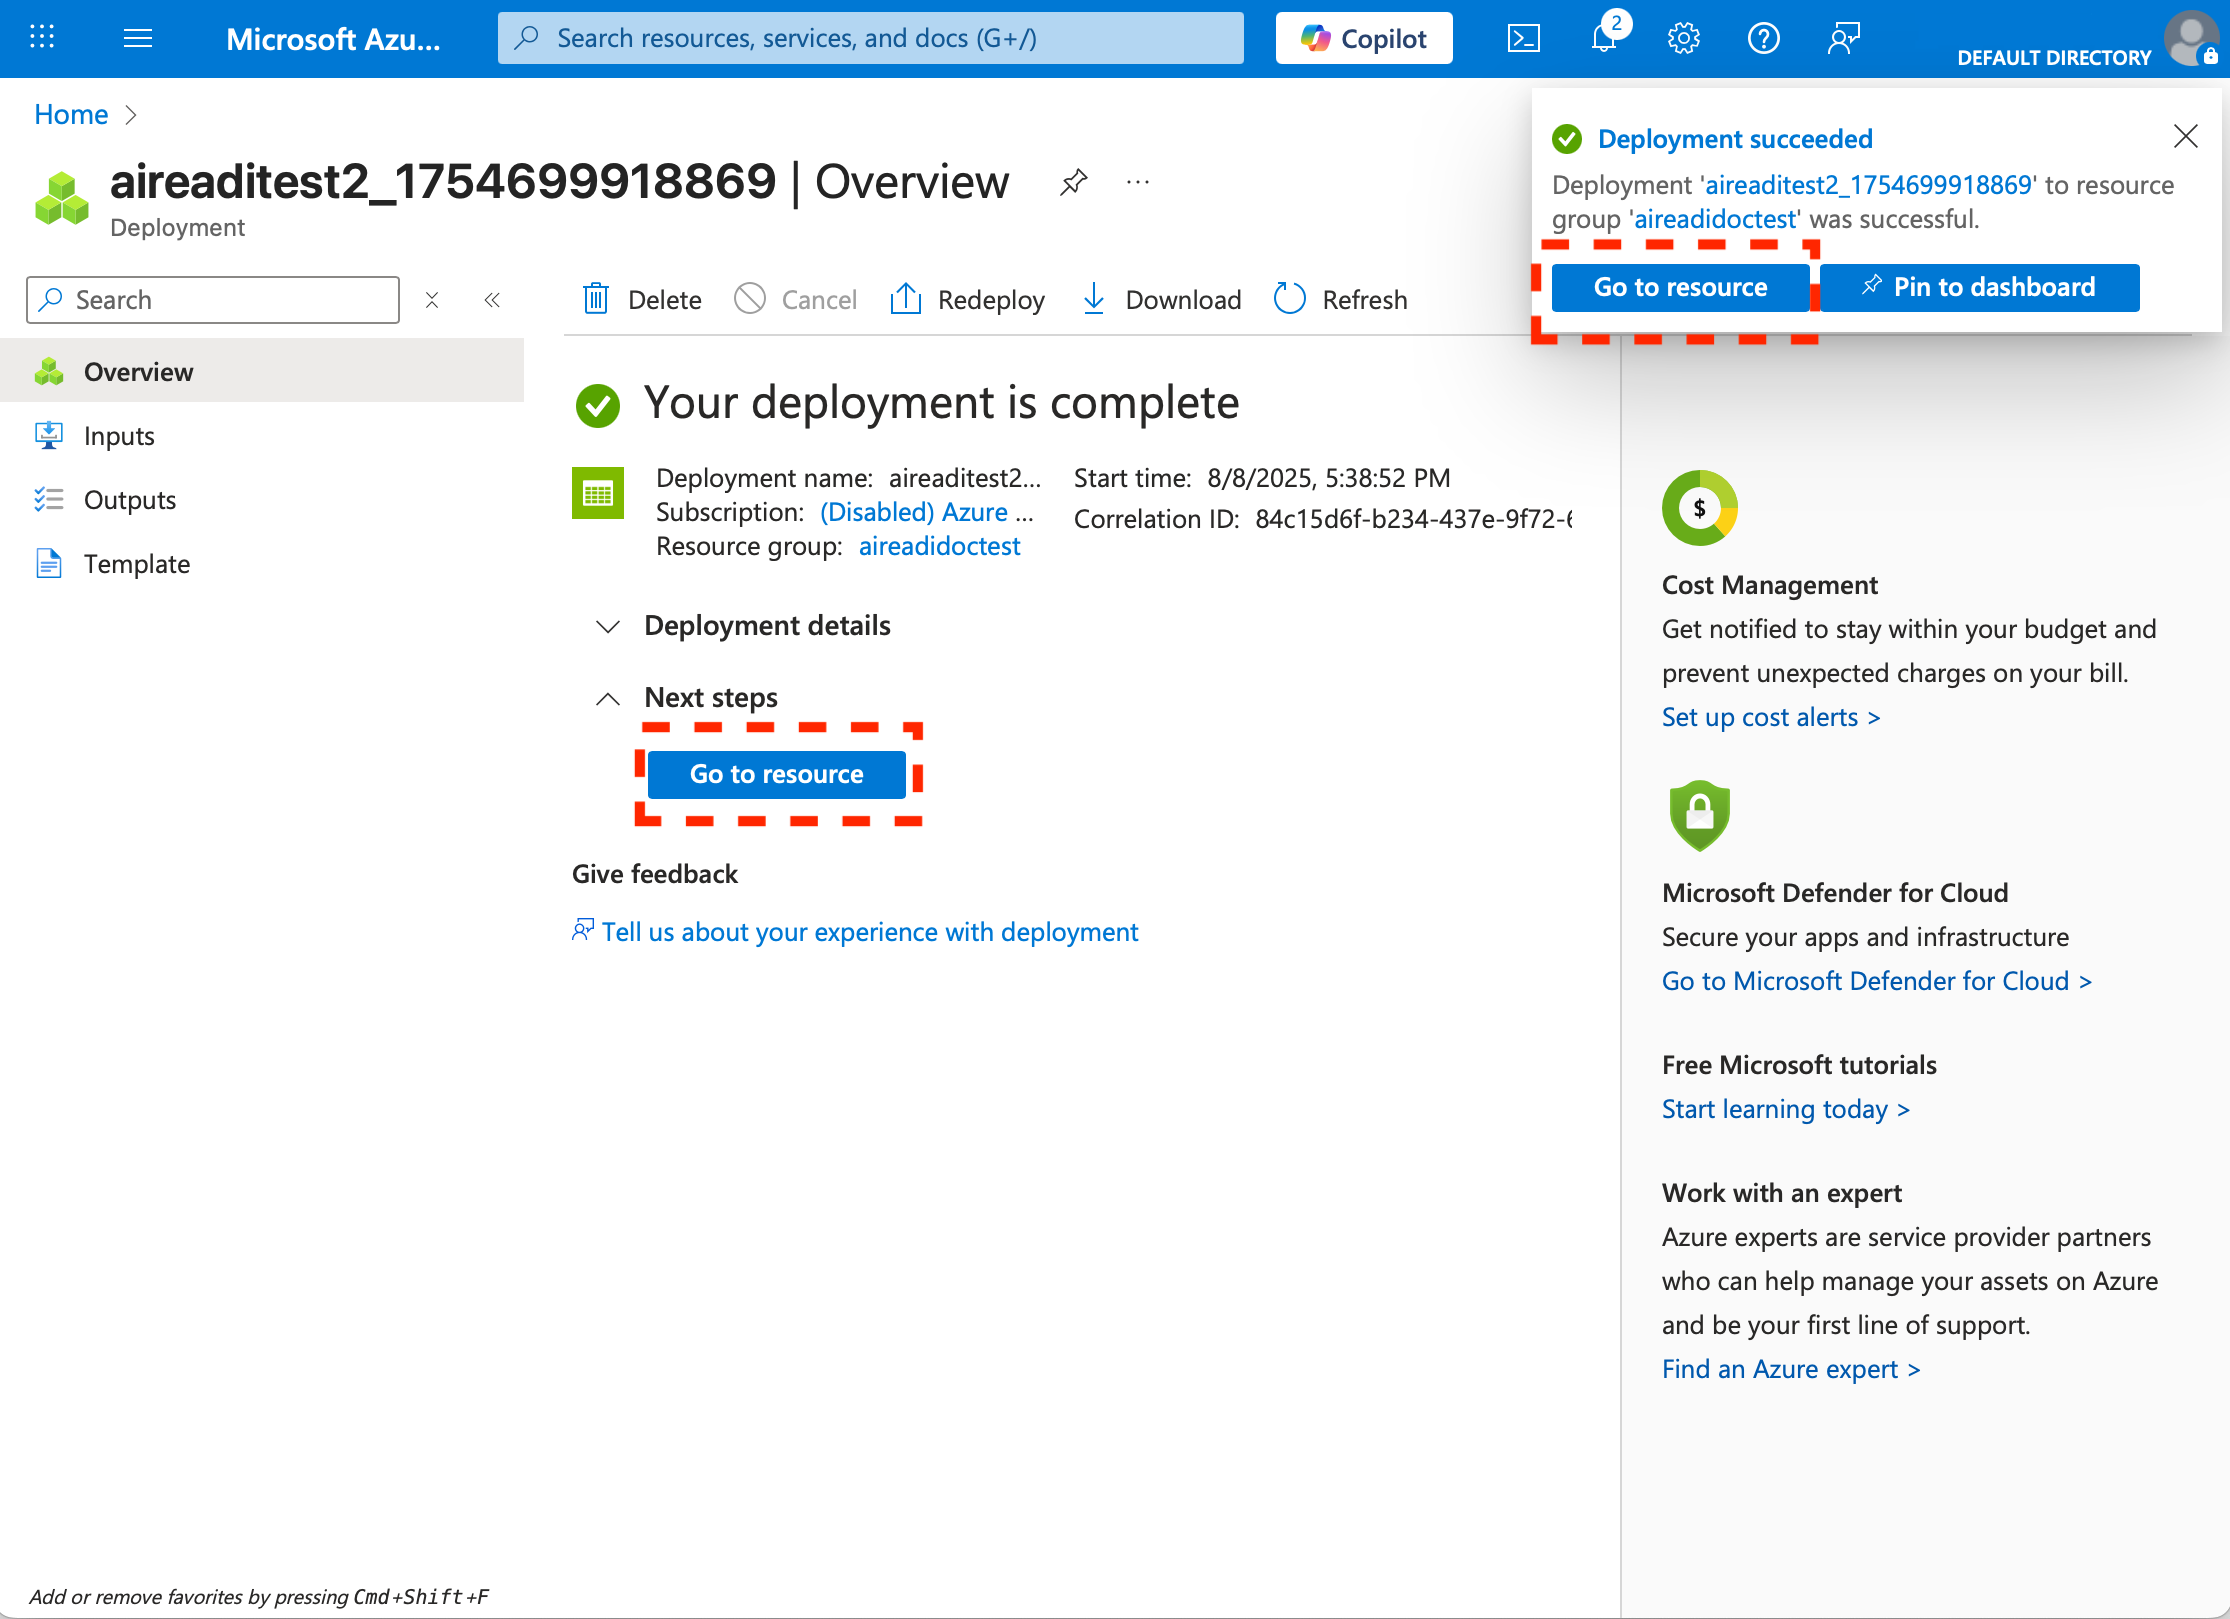 Microsoft Azu...
Search resources, services, and docs (G+/)
Copilot
2
DEFAULT DIRECTORY
Home
aireaditest2_1754699918869 | Overview
Deployment
Deployment succeeded
Deployment 'aireaditest2_1754699918869' to resource
group 'aireadidoctest' was successful.
Go to resource
Pin to dashboard
Search
Delete
Cancel
Redeploy
Download
Refresh
Overview
Inputs
Outputs
Template
Your deployment is complete
Deployment name: aireaditest2...
Subscription: (Disabled) Azure ...
Resource group: aireadidoctest
Start time: 8/8/2025, 5:38:52 PM
Correlation ID: 84c15d6f-b234-437e-9f72-
Deployment details
Next steps
Go to resource
Give feedback
Tell us about your experience with deployment
$
Cost Management
Get notified to stay within your budget and
prevent unexpected charges on your bill.
Set up cost alerts >
Microsoft Defender for Cloud
Secure your apps and infrastructure
Go to Microsoft Defender for Cloud >
Free Microsoft tutorials
Start learning today >
Work with an expert
Azure experts are service provider partners
who can help manage your assets on Azure
and be your first line of support.
Find an Azure expert >
Add or remove favorites by pressing Cmd+Shift+F